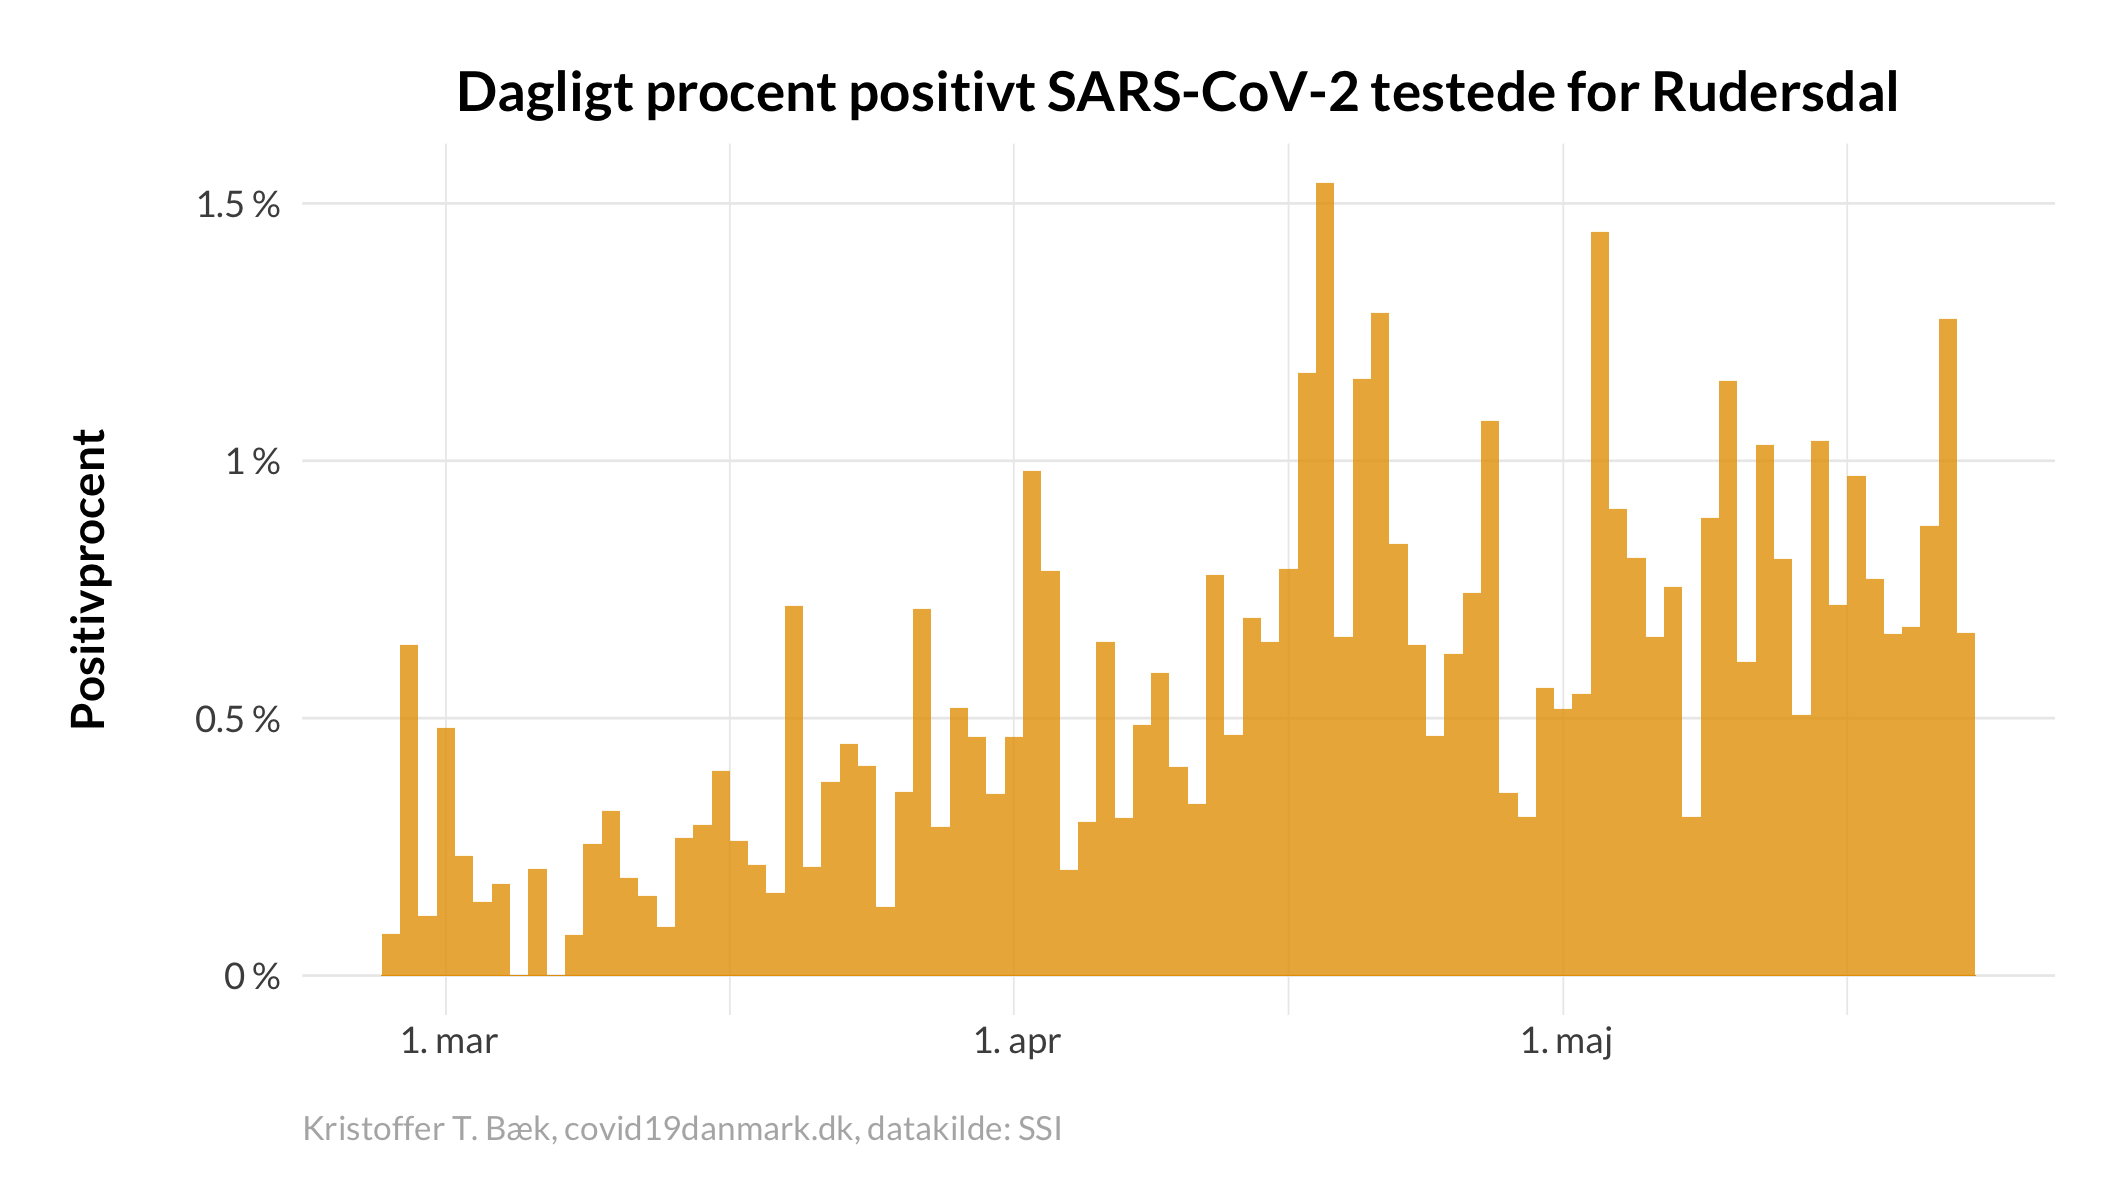 Dagligt procent positivt SARS-CoV-2 testede for Rudersdal
Positivprocent
1.5 %
1 %
0.5 %
0 %
1. mar
1. apr
1. maj
Kristoffer T. Bæk, covid19danmark.dk, datakilde: SSI